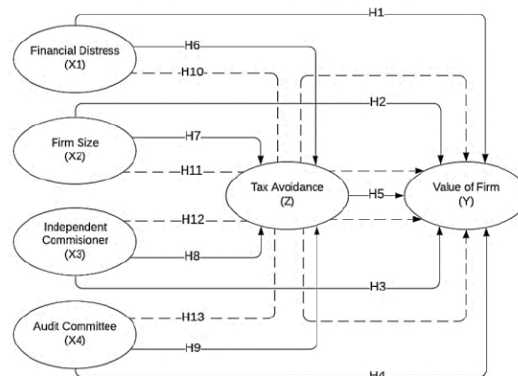 H1
Financial Distress
(X1)
H6
H10
H2
Firm Size
(X2)
H7
H11
Tax Avoidance
(Z)
H5
Value of Firm
(Y)
H12
Independent
Commisioner
(X3)
H8
H3
H13
Audit Committee
(X4)
H9
H4